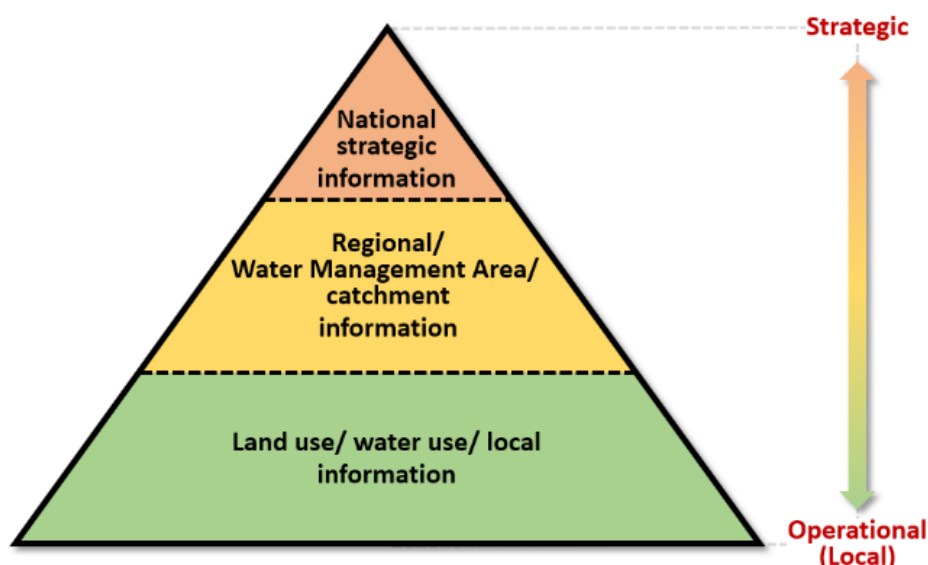 Strategic
National
strategic
information
Regional/
Water Management Area/
catchment
information
Land use/ water use/ local
information
Operational
(Local)